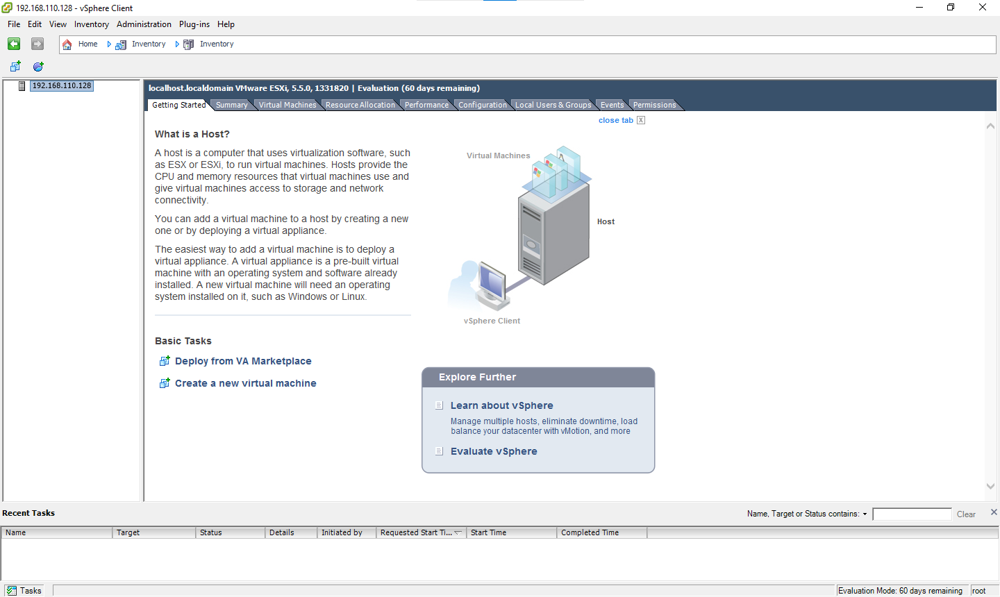 192.168.110.128 - vSphere Client
File Edit View Inventory Administration Plug-ins Help
Home Inventory Inventory
192.168.110.128
localhost.localdomain VMware ESXi, 5.5.0, 1331820 | Evaluation (60 days remaining)
Getting Started Summary Virtual Machines Resource Allocation Performance Configuration Local Users & Groups Events Permissions
close tab X
What is a Host?
A host is a computer that uses virtualization software, such
as ESX or ESXi, to run virtual machines. Hosts provide the
CPU and memory resources that virtual machines use and
give virtual machines access to storage and network
connectivity.
You can add a virtual machine to a host by creating a new
one or by deploying a virtual appliance.
The easiest way to add a virtual machine is to deploy a
virtual appliance. A virtual appliance is a pre-built virtual
machine with an operating system and software already
installed. A new virtual machine will need an operating
system installed on it, such as Windows or Linux.
Virtual Machines
Host
vSphere Client
Basic Tasks
Deploy from VA Marketplace
Create a new virtual machine
Explore Further
Learn about vSphere
Manage multiple hosts, eliminate downtime, load
balance your datacenter with vMotion, and more
Evaluate vSphere
Recent Tasks
Name, Target or Status contains: Clear
Name Target Status Details Initiated by Requested Start Ti... Start Time Completed Time
Tasks
Evaluation Mode: 60 days remaining root